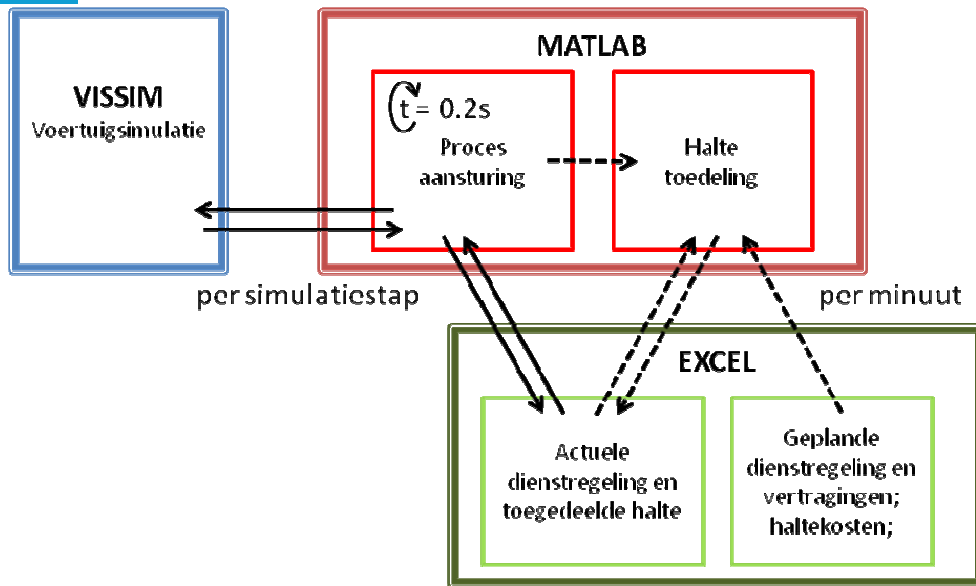 MATLAB
VISSIM
Voertuigsimulatie
t = 0.2s
Proces
aansturing
Halte
toedeling
per simulatiestap
per minuut
EXCEL
Actuele
dienstregeling en
toegedeelde halte
Geplande
dienstregeling en
vertragingen;
haltekosten;